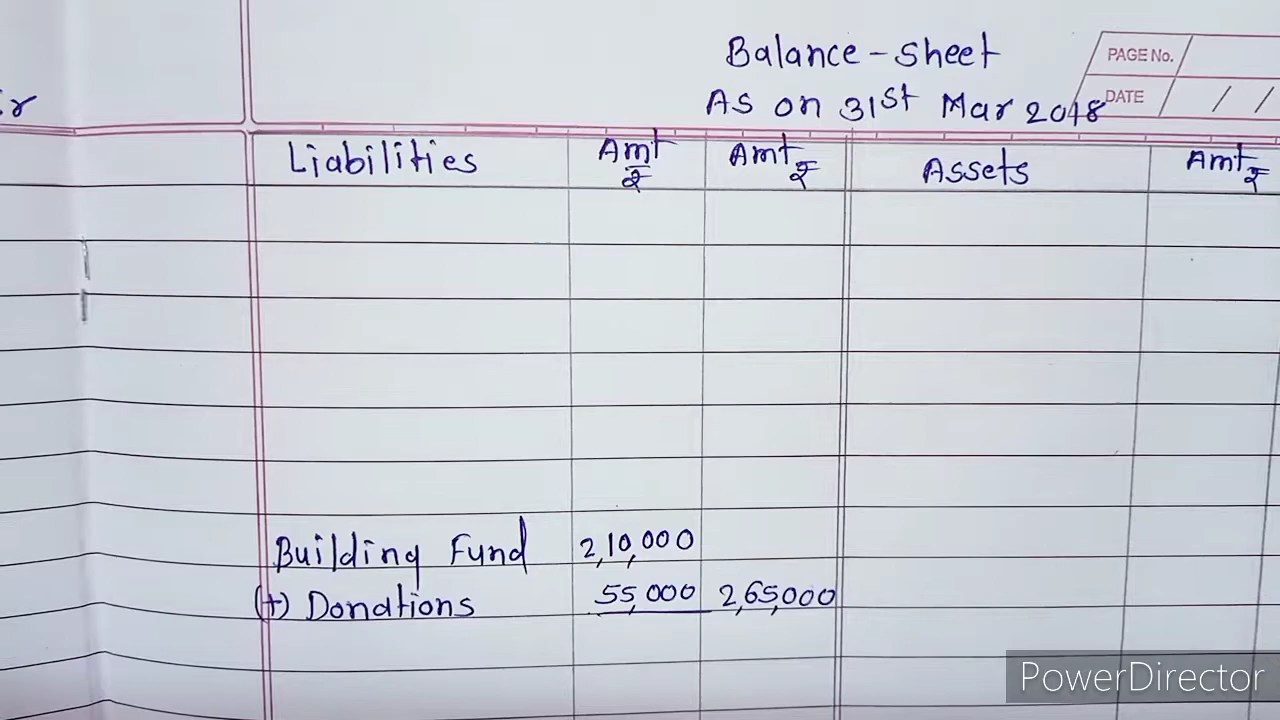 Balance - Sheet
PAGE No.
As on 31st Mar 2018
DATE / /
Liabilities Amt ₹ Amt ₹ Assets Amt ₹
Building Fund 2,10,000
(+) Donations 55,000 2,65,000
PowerDirector